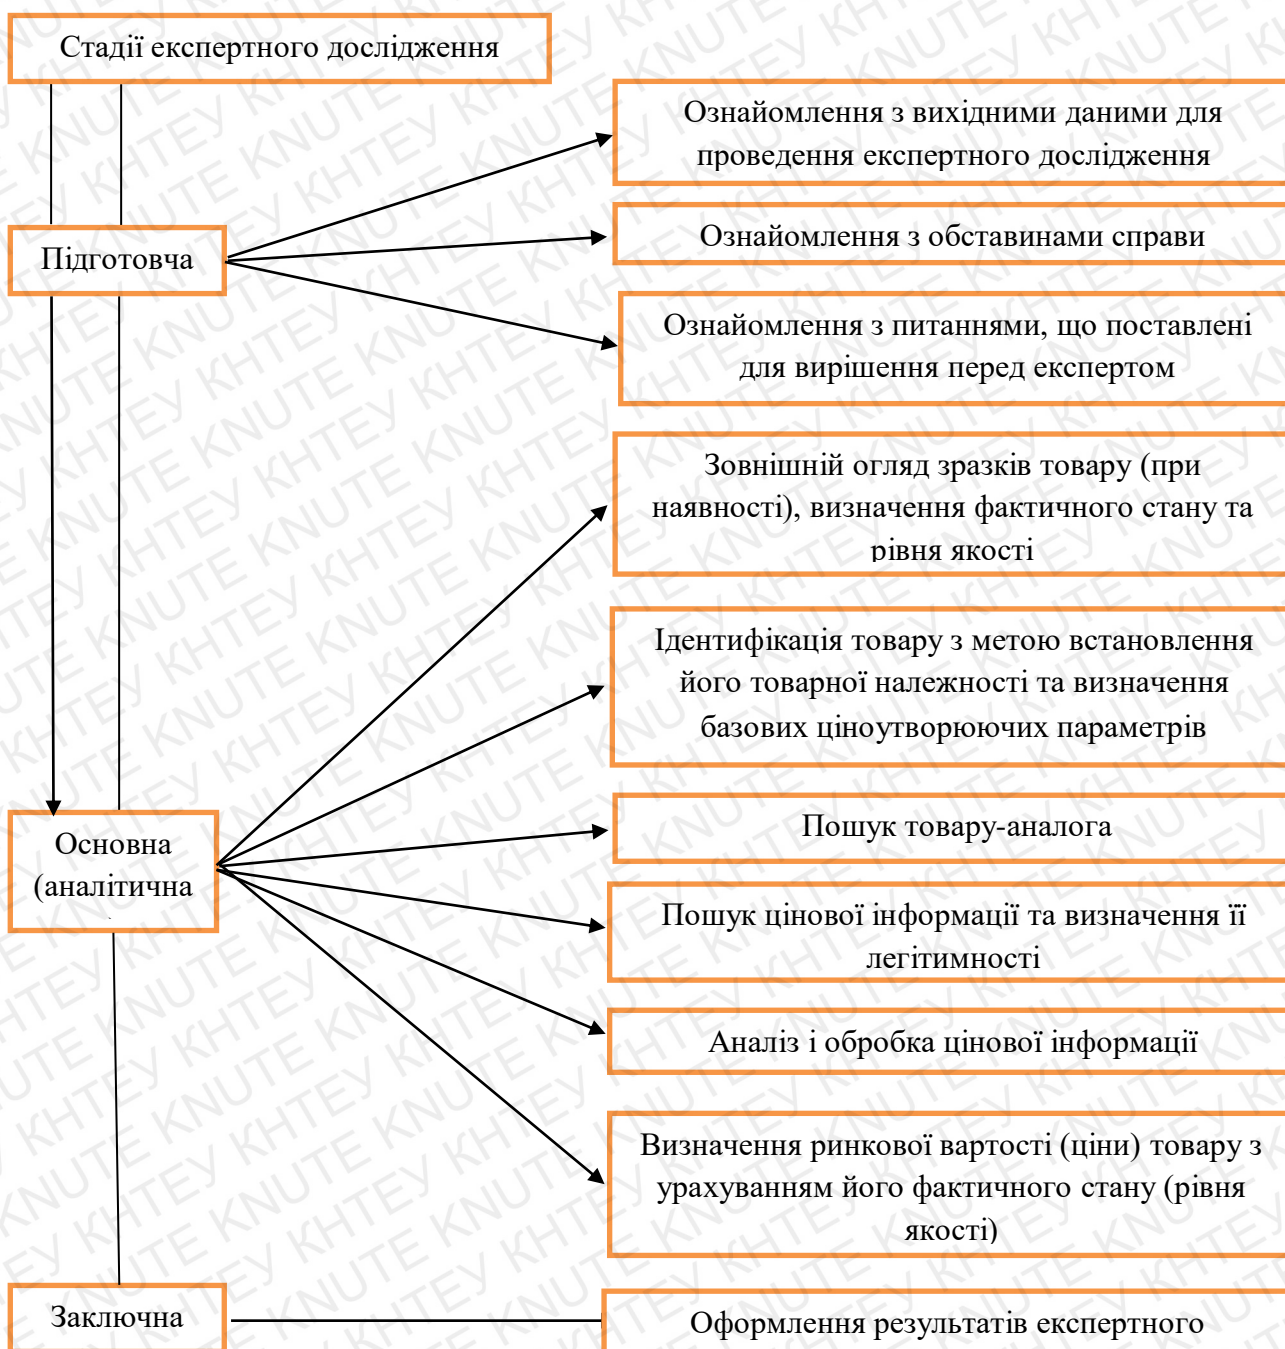 Стадії експертного дослідження
Ознайомлення з вихідними даними для
проведення експертного дослідження
Підготовча
Ознайомлення з обставинами справи
Ознайомлення з питаннями, що поставлені
для вирішення перед експертом
Зовнішній огляд зразків товару (при
наявності), визначення фактичного стану та
рівня якості
Ідентифікація товару з метою встановлення
його товарної належності та визначення
базових ціноутворюючих параметрів
Основна
(аналітична
Пошук товару-аналога
Пошук цінової інформації та визначення її
легітимності
Аналіз і обробка цінової інформації
Визначення ринкової вартості (ціни) товару з
урахуванням його фактичного стану (рівня
якості)
Заключна
Оформлення результатів експертного